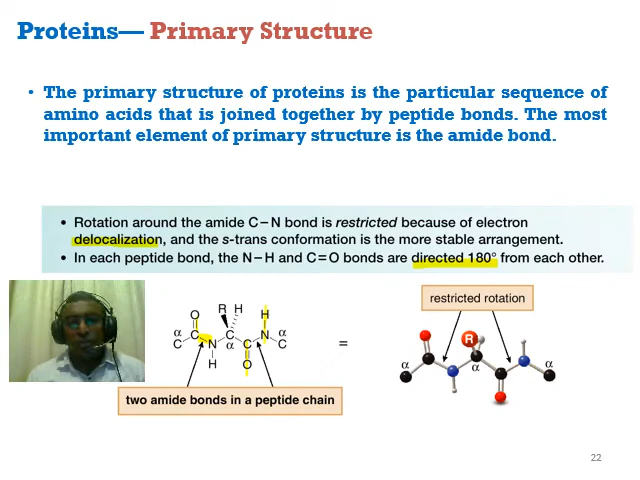 Proteins— Primary Structure
• The primary structure of proteins is the particular sequence of
amino acids that is joined together by peptide bonds. The most
important element of primary structure is the amide bond.
• Rotation around the amide C−N bond is restricted because of electron
delocalization, and the s-trans conformation is the more stable arrangement.
• In each peptide bond, the N−H and C=O bonds are directed 180° from each other.
restricted rotation
O R H H
α C N α
C N C C C
H α O
=
α R α α
two amide bonds in a peptide chain
22